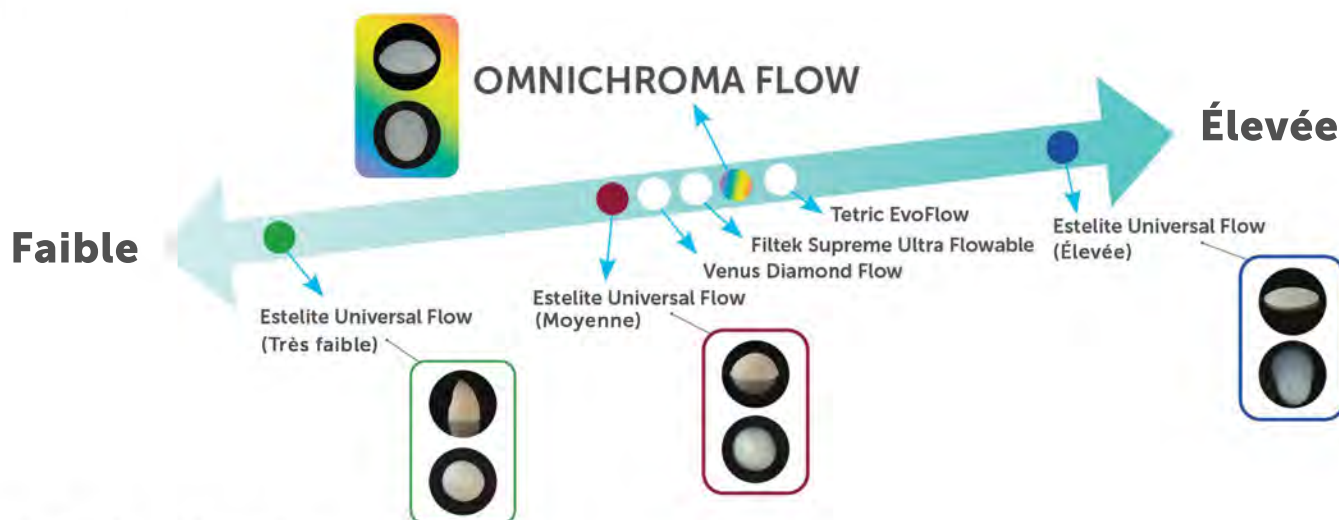 OMNICHROMA FLOW
Élevée
Faible
Tetric EvoFlow
Filtek Supreme Ultra Flowable
Venus Diamond Flow
Estelite Universal Flow
(Élevée)
Estelite Universal Flow
(Moyenne)
Estelite Universal Flow
(Très faible)